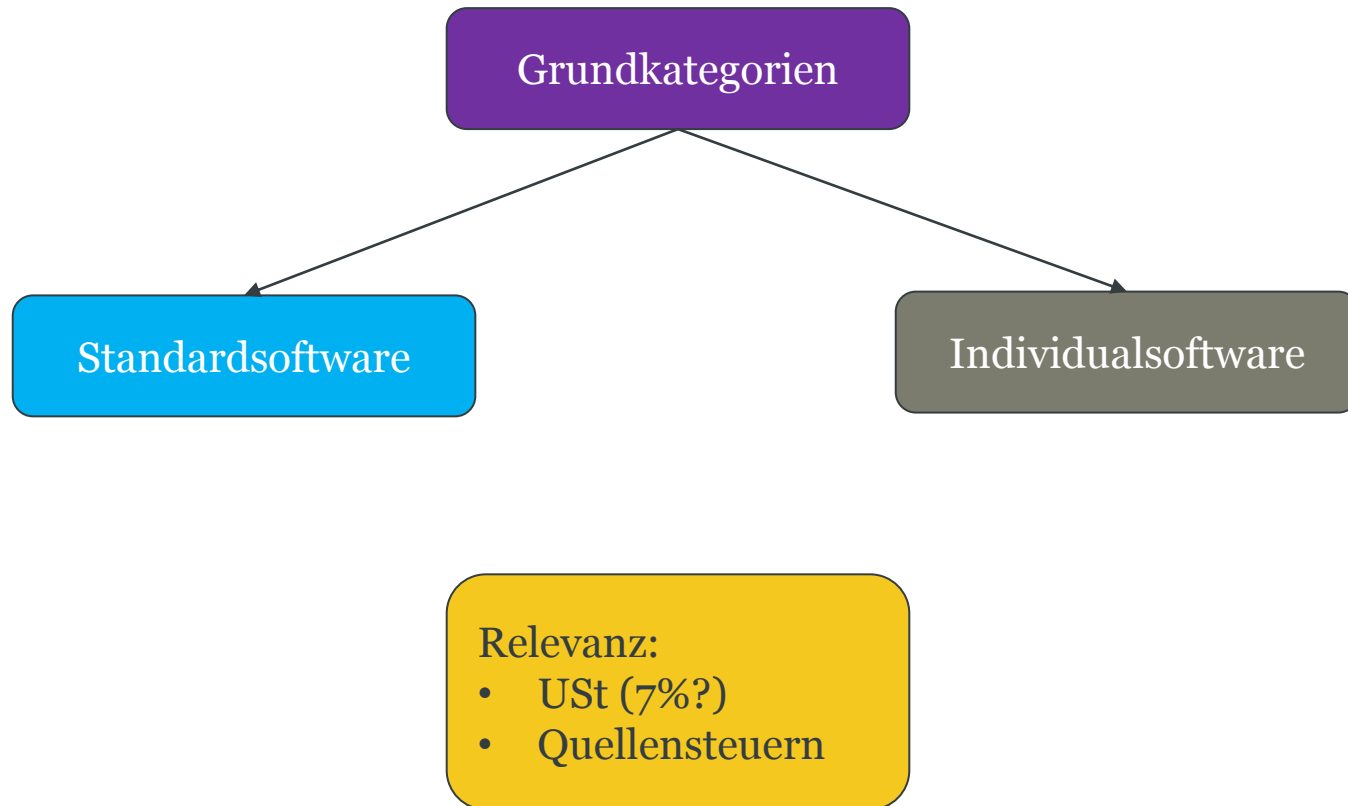 Grundkategorien
Standardsoftware
Individualsoftware
Relevanz:
• USt (7%?)
• Quellensteuern